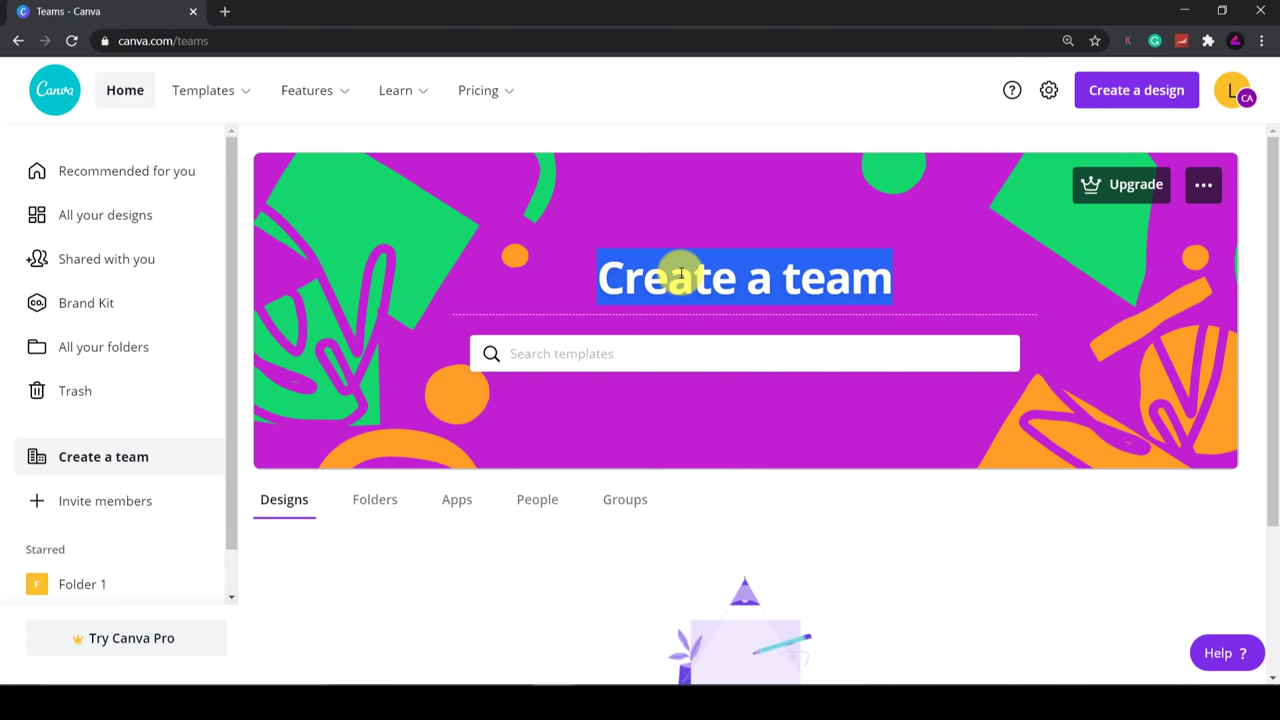 Teams - Canva
canva.com/teams
Canva
Home
Templates
Features
Learn
Pricing
Create a design
L
CA
Recommended for you
All your designs
Shared with you
Brand Kit
All your folders
Trash
Create a team
Invite members
Starred
F
Folder 1
Try Canva Pro
Upgrade
Create a team
Search templates
Designs
Folders
Apps
People
Groups
Help ?